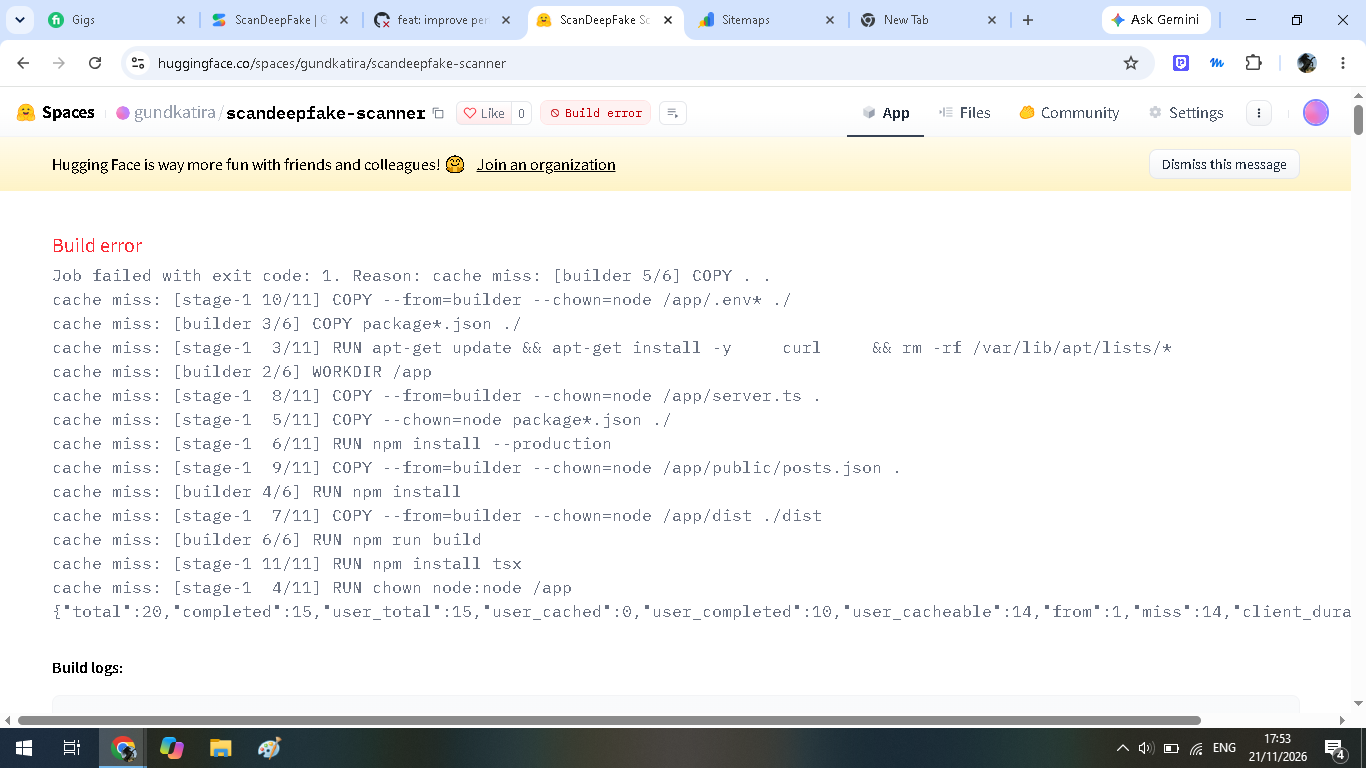 Gigs
ScanDeepFake | G
feat: improve per
ScanDeepFake Sc
Sitemaps
New Tab
Ask Gemini
huggingface.co/spaces/gundkatira/scandeepfake-scanner
Spaces gundkatira/scandeepfake-scanner Like 0 Build error App Files Community Settings
Hugging Face is way more fun with friends and colleagues! 🤗 Join an organization Dismiss this message
Build error
Job failed with exit code: 1. Reason: cache miss: [builder 5/6] COPY . .
cache miss: [stage-1 10/11] COPY --from=builder --chown=node /app/.env* ./
cache miss: [builder 3/6] COPY package*.json ./
cache miss: [stage-1  3/11] RUN apt-get update && apt-get install -y     curl     && rm -rf /var/lib/apt/lists/*
cache miss: [builder 2/6] WORKDIR /app
cache miss: [stage-1  8/11] COPY --from=builder --chown=node /app/server.ts .
cache miss: [stage-1  5/11] COPY --chown=node package*.json ./
cache miss: [stage-1  6/11] RUN npm install --production
cache miss: [stage-1  9/11] COPY --from=builder --chown=node /app/public/posts.json .
cache miss: [builder 4/6] RUN npm install
cache miss: [stage-1  7/11] COPY --from=builder --chown=node /app/dist ./dist
cache miss: [builder 6/6] RUN npm run build
cache miss: [stage-1 11/11] RUN npm install tsx
cache miss: [stage-1  4/11] RUN chown node:node /app
{"total":20,"completed":15,"user_total":15,"user_cached":0,"user_completed":10,"user_cacheable":14,"from":1,"miss":14,"client_dura
Build logs:
ENG
17:53
21/11/2026
4